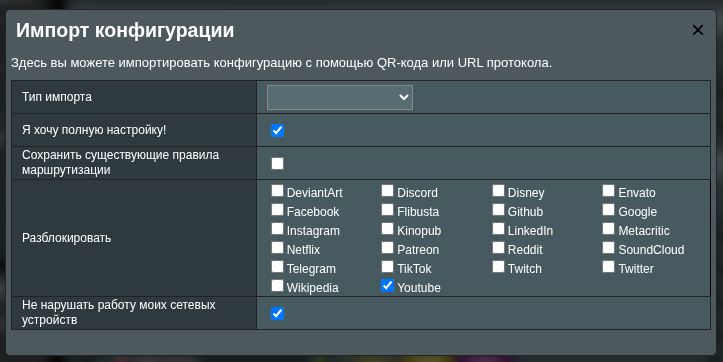 Импорт конфигурации
Здесь вы можете импортировать конфигурацию с помощью QR-кода или URL протокола.
Тип импорта
Я хочу полную настройку!
Сохранить существующие правила
маршрутизации
Разблокировать
DeviantArt Discord Disney Envato
Facebook Flibusta Github Google
Instagram Kinopub LinkedIn Metacritic
Netflix Patreon Reddit SoundCloud
Telegram TikTok Twitch Twitter
Wikipedia Youtube
Не нарушать работу моих сетевых
устройств